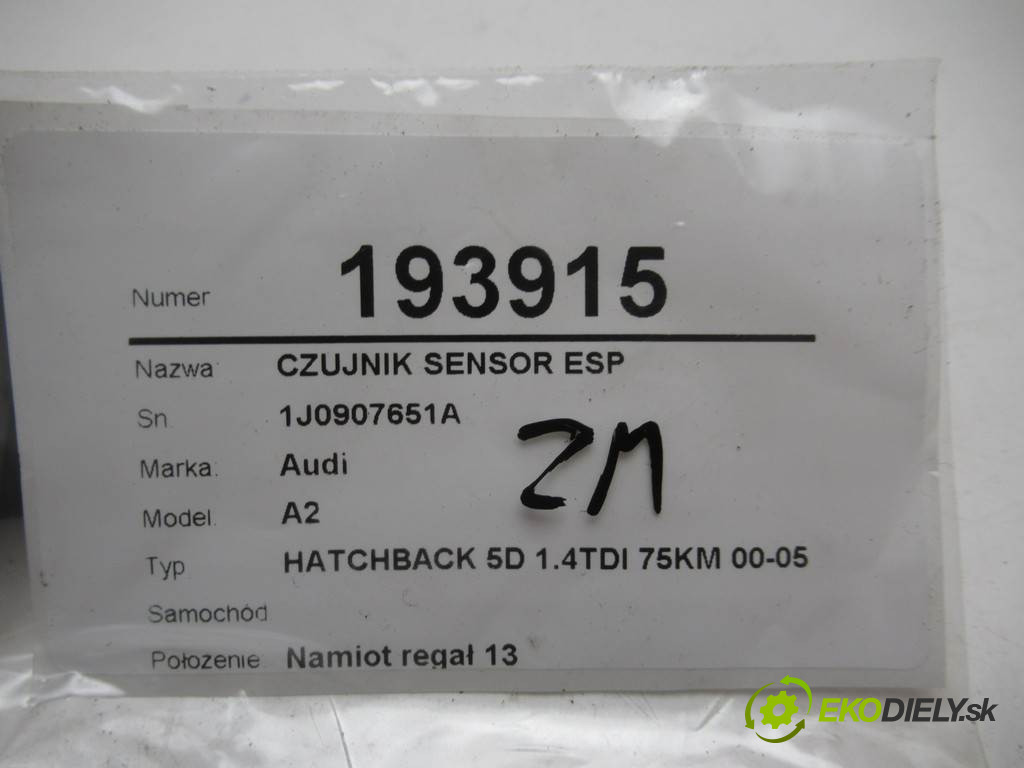 Numer 193915
Nazwa: CZUJNIK SENSOR ESP
Sn 1J0907651A
Marka: Audi
ZM
Model. A2
Typ HATCHBACK 5D 1.4TDI 75KM 00-05
Samochód
Położenie: Namiot regał 13
EKODIELY.sk